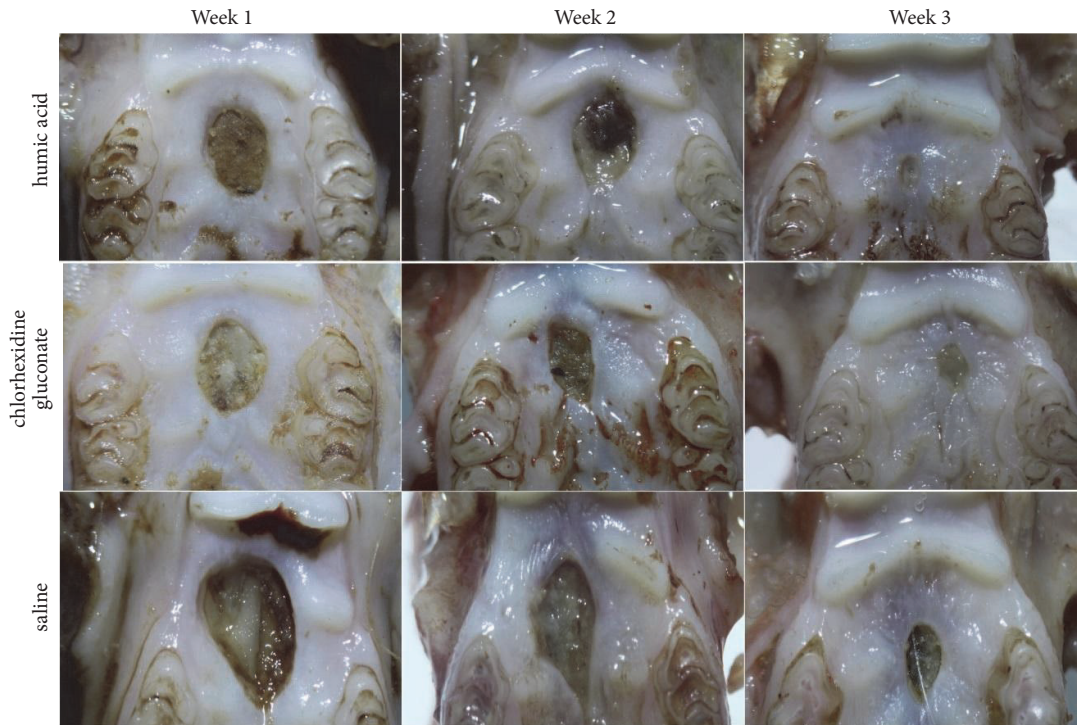 Week 1
Week 2
Week 3
humic acid
chlorhexidine
gluconate
saline